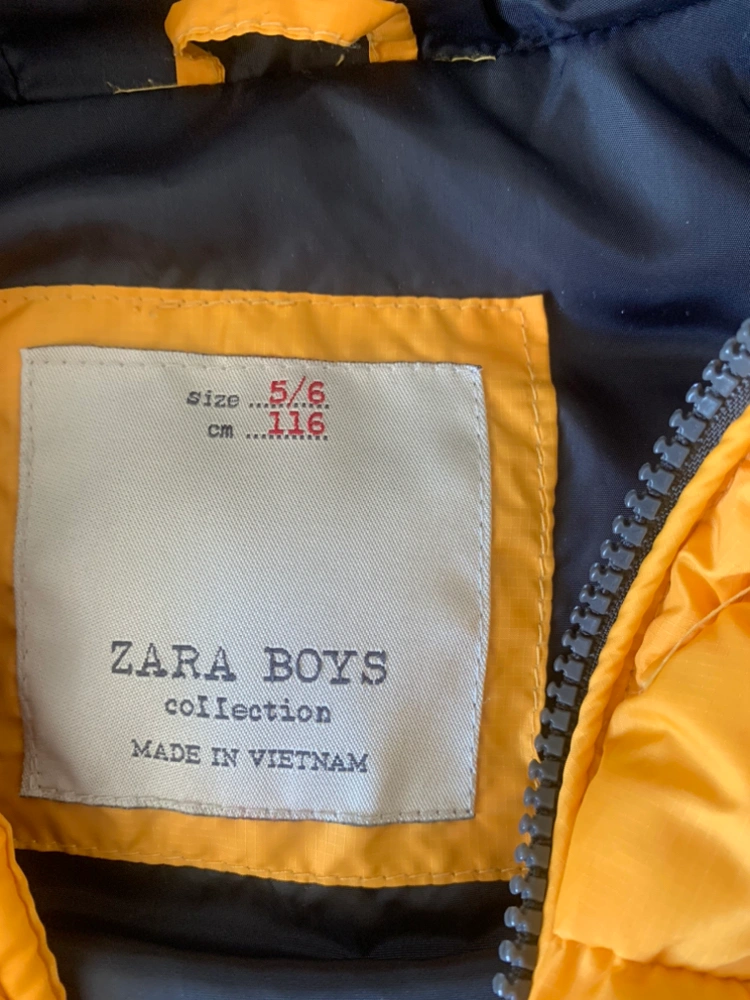 size 5/6
cm 116
ZARA BOYS
collection
MADE IN VIETNAM